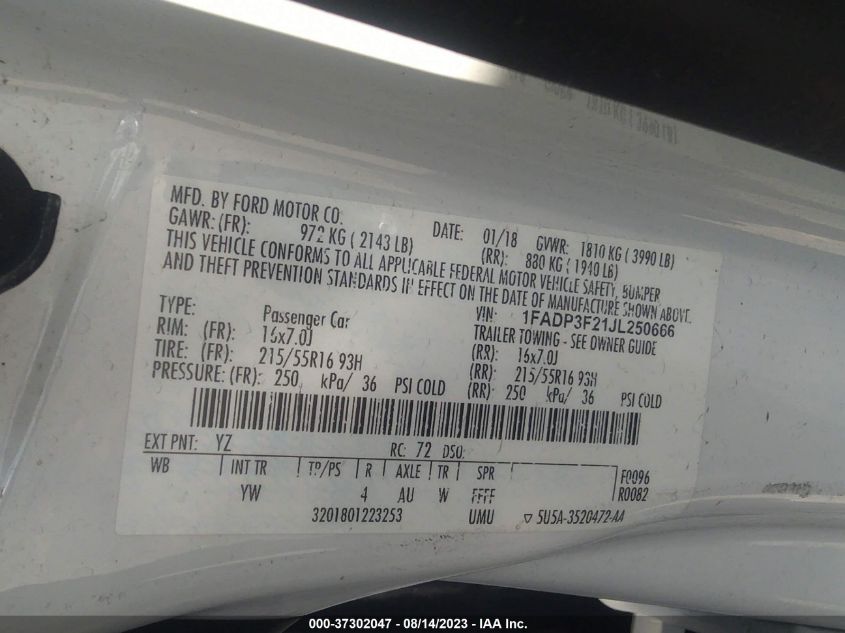 MFD. BY FORD MOTOR CO.
DATE: 01/18 GVWR: 1810 KG ( 3990 LB)
GAWR: (FR): 972 KG ( 2143 LB) (RR): 880 KG ( 1940 LB)
THIS VEHICLE CONFORMS TO ALL APPLICABLE FEDERAL MOTOR VEHICLE SAFETY, BUMPER
AND THEFT PREVENTION STANDARDS IN EFFECT ON THE DATE OF MANUFACTURE SHOWN ABOVE.
VIN: 1FADP3F21JL250666
TYPE: Passenger Car TRAILER TOWING - SEE OWNER GUIDE
RIM: (FR): 16x7.0J (RR): 16x7.0J
TIRE: (FR): 215/55R16 93H (RR): 215/55R16 93H
PRESSURE: (FR): 250 kPa/ 36 PSI COLD (RR): 250 kPa/ 36 PSI COLD
EXT PNT: YZ RC: 72 DSO:
WB INT TR TP/PS R AXLE TR SPR F0096
YW 4 AU W FFFF R0082
3201801223253 UMU ▽ 5U5A-3520472-AA
000-37302047 - 08/14/2023 - IAA Inc.